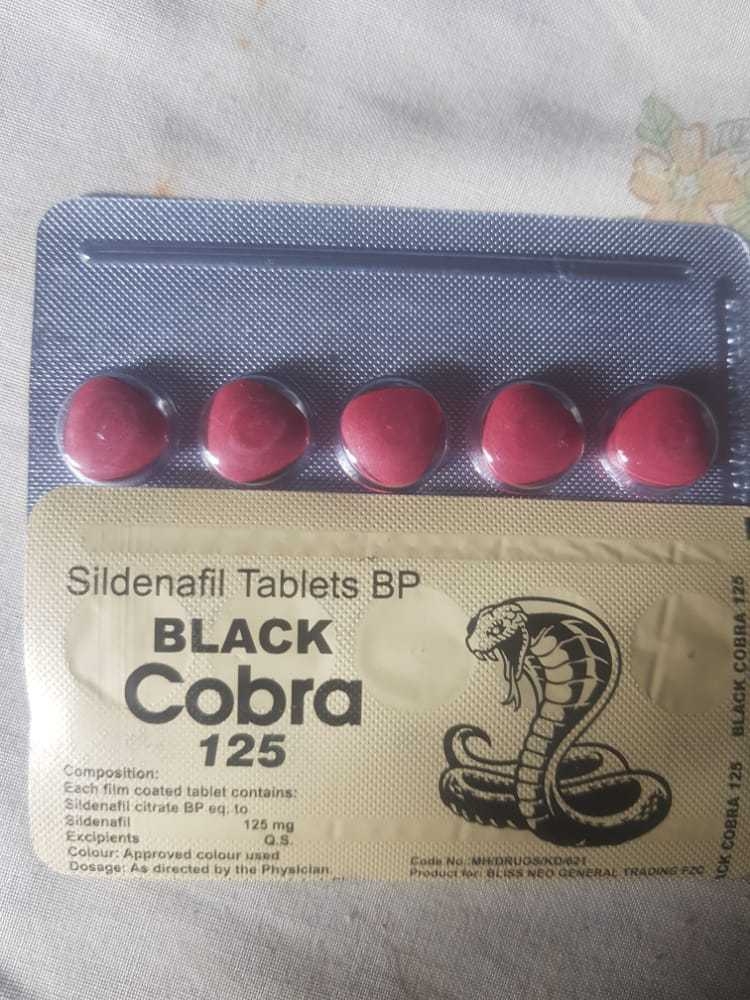 Sildenafil Tablets BP
BLACK
Cobra
125
Composition:
Each film coated tablet contains:
Sildenafil citrate BP eq. to
Sildenafil 125 mg
Excipients Q.S.
Colour: Approved colour used
Dosage: As directed by the Physician.
Code No.:MH/DRUGS/KD/621
Product for: BLISS NEO GENERAL TRADING FZC
BLACK COBRA 125
ACK COBRA 125